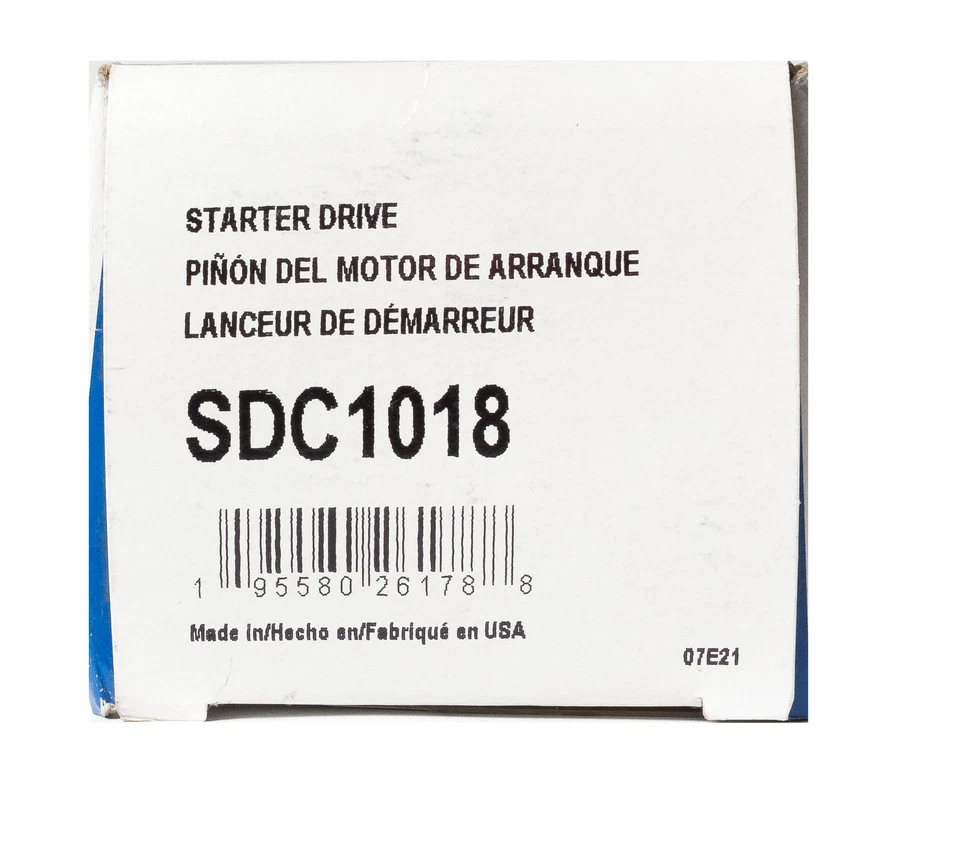 STARTER DRIVE
PIÑÓN DEL MOTOR DE ARRANQUE
LANCEUR DE DÉMARREUR
SDC1018
1 95580 26178 8
Made in/Hecho en/Fabriqué en USA
07E21